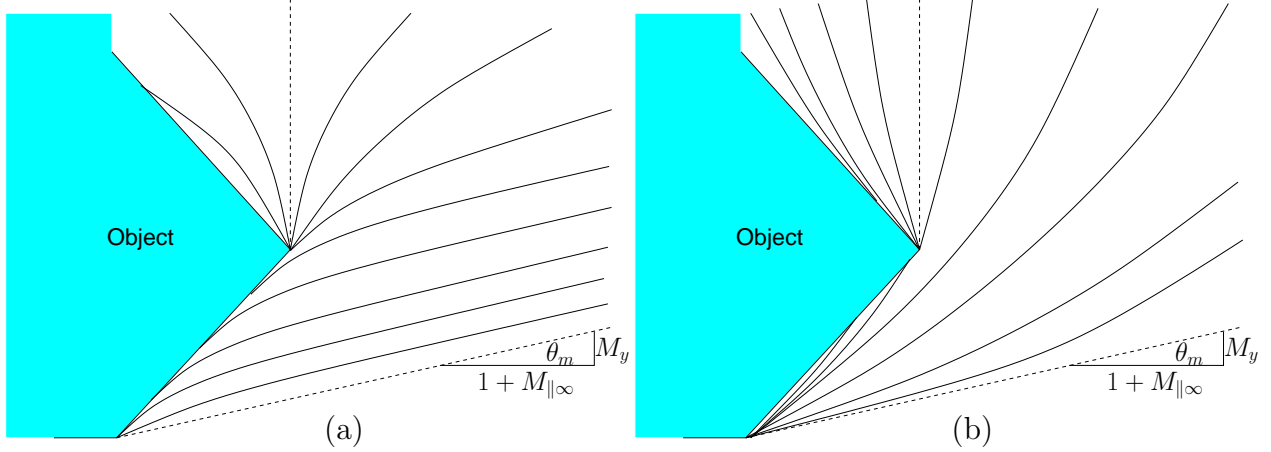 Object
θ_m
M_y
1 + M_∥∞
(a)
Object
θ_m
M_y
1 + M_∥∞
(b)